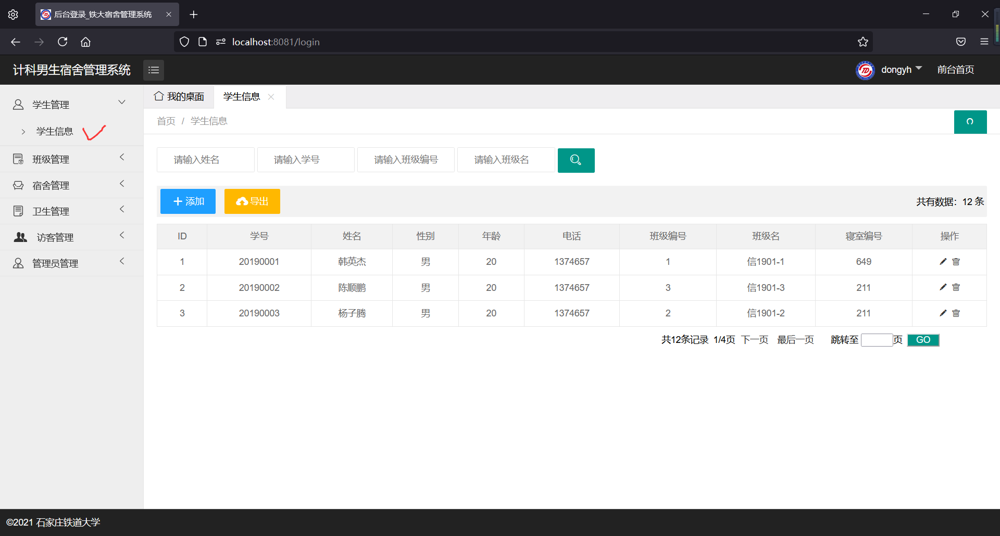 后台登录_铁大宿舍管理系统
localhost:8081/login
计科男生宿舍管理系统
dongyh 前台首页
学生管理
学生信息
班级管理
宿舍管理
卫生管理
访客管理
管理员管理
我的桌面 学生信息
首页 / 学生信息
请输入姓名 请输入学号 请输入班级编号 请输入班级名
添加 导出 共有数据：12 条
ID 学号 姓名 性别 年龄 电话 班级编号 班级名 寝室编号 操作
1 20190001 韩英杰 男 20 1374657 1 信1901-1 649
2 20190002 陈顺鹏 男 20 1374657 3 信1901-3 211
3 20190003 杨子腾 男 20 1374657 2 信1901-2 211
共12条记录 1/4页 下一页 最后一页 跳转至 页 GO
©2021 石家庄铁道大学